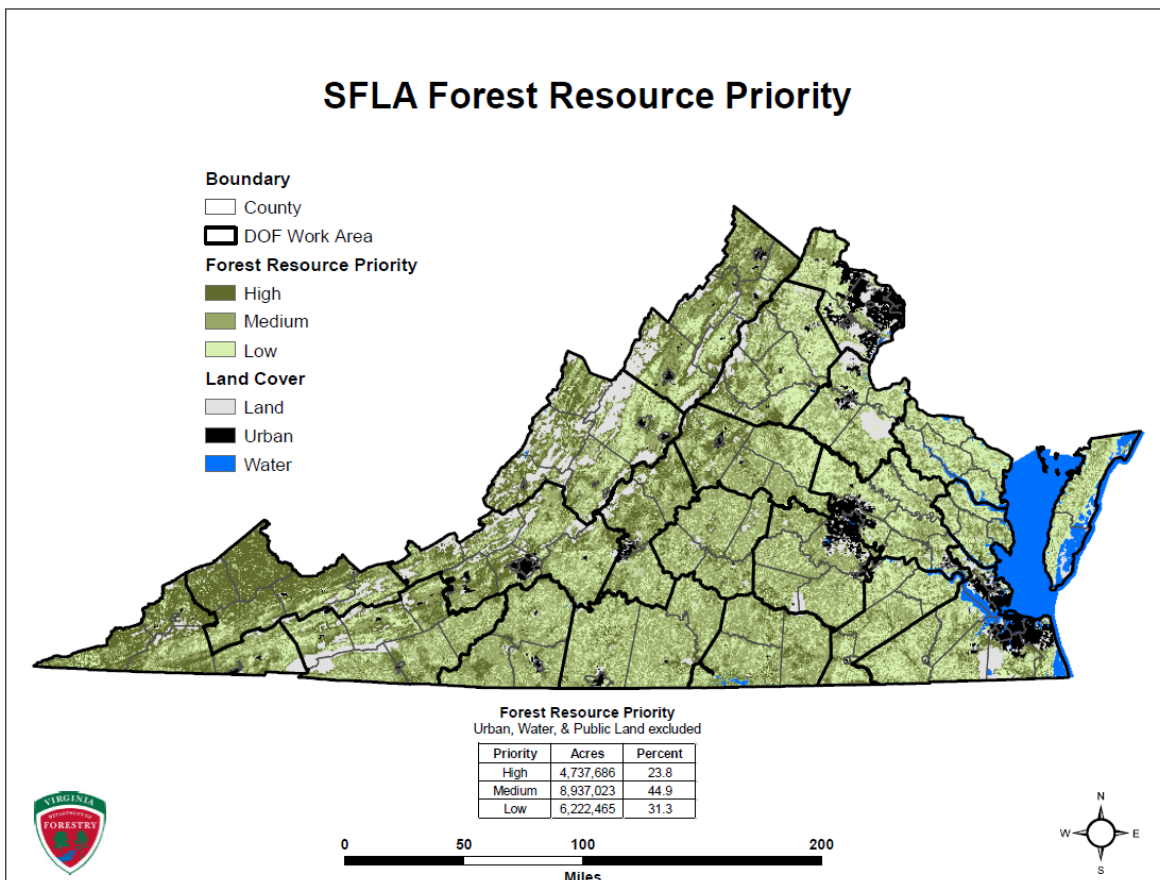 SFLA Forest Resource Priority
Boundary
County
DOF Work Area
Forest Resource Priority
High
Medium
Low
Land Cover
Land
Urban
Water
Forest Resource Priority
Urban, Water, & Public Land excluded
Priority Acres Percent
High 4,737,686 23.8
Medium 8,937,023 44.9
Low 6,222,465 31.3
VIRGINIA
DEPARTMENT OF
FORESTRY
0 50 100 200
Miles
N
W E
S